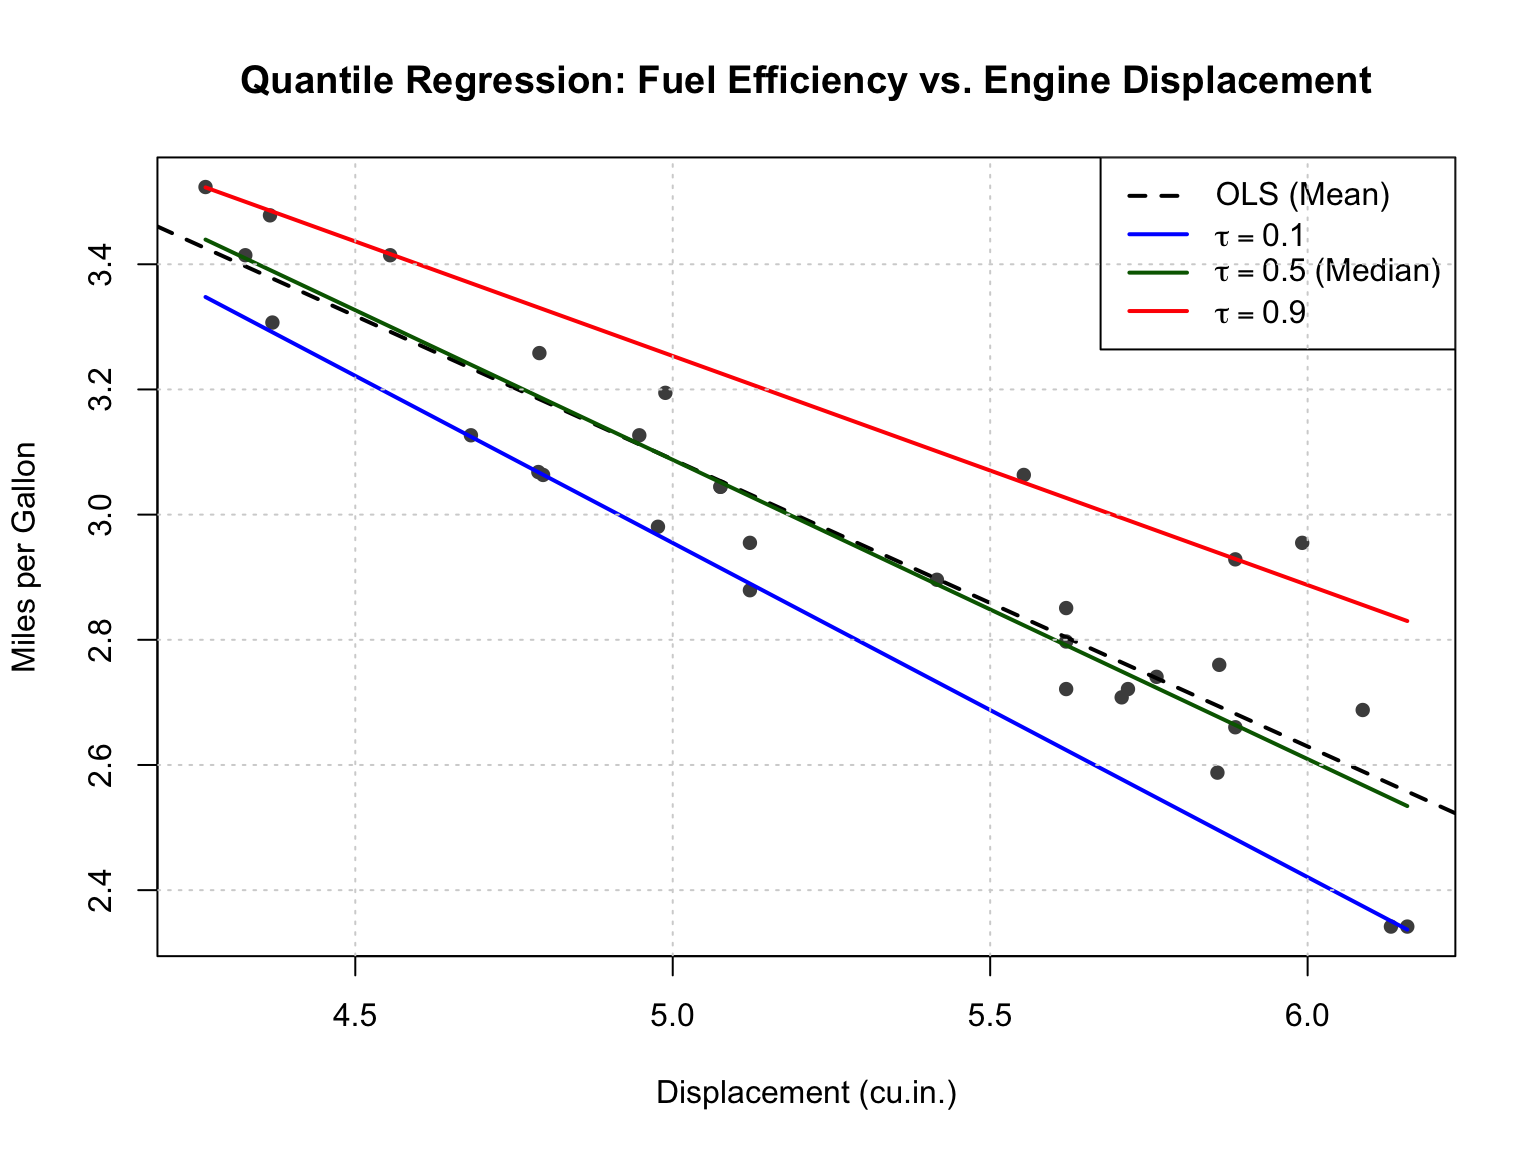 Quantile Regression: Fuel Efficiency vs. Engine Displacement
OLS (Mean)
τ = 0.1
τ = 0.5 (Median)
τ = 0.9
Miles per Gallon
3.4
3.2
3.0
2.8
2.6
2.4
4.5 5.0 5.5 6.0
Displacement (cu.in.)